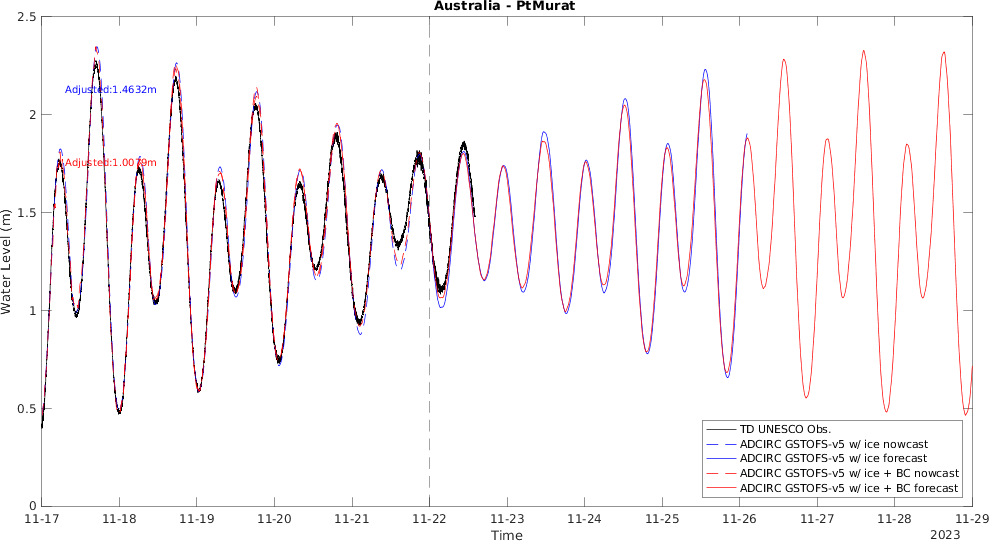 Australia - PtMurat
2.5
2
1.5
1
0.5
0
Water Level (m)
Adjusted:1.4632m
Adjusted:1.0079m
TD UNESCO Obs.
ADCIRC GSTOFS-v5 w/ ice nowcast
ADCIRC GSTOFS-v5 w/ ice forecast
ADCIRC GSTOFS-v5 w/ ice + BC nowcast
ADCIRC GSTOFS-v5 w/ ice + BC forecast
11-17 11-18 11-19 11-20 11-21 11-22 11-23 11-24 11-25 11-26 11-27 11-28 11-29
Time
2023